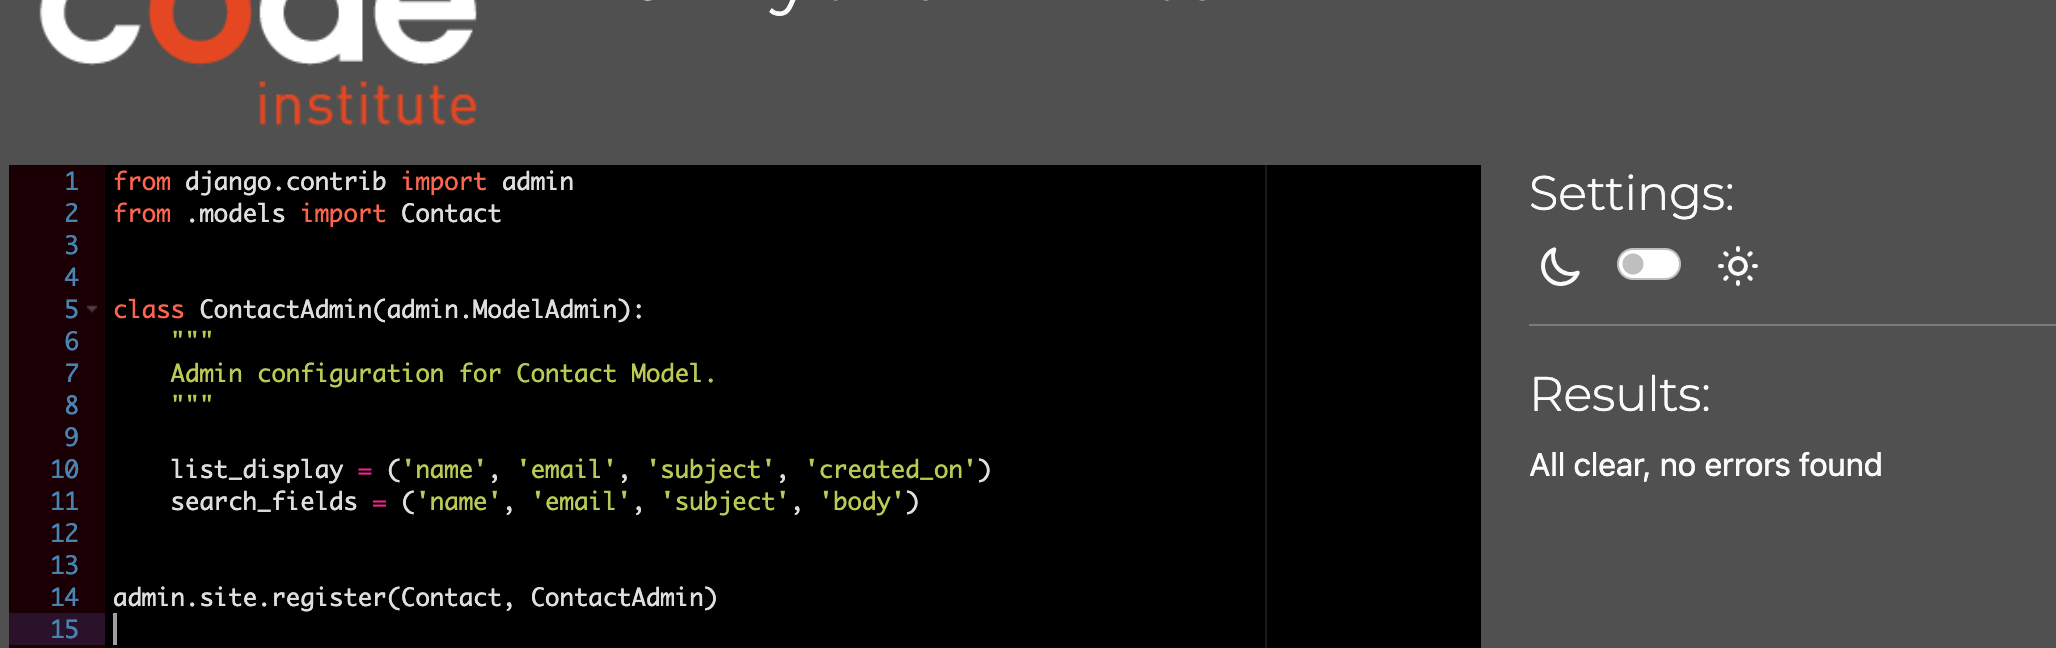 code
institute
1 from django.contrib import admin
2 from .models import Contact
3
4
5 class ContactAdmin(admin.ModelAdmin):
6     """
7     Admin configuration for Contact Model.
8     """
9
10     list_display = ('name', 'email', 'subject', 'created_on')
11     search_fields = ('name', 'email', 'subject', 'body')
12
13
14 admin.site.register(Contact, ContactAdmin)
15
Settings:
Results:
All clear, no errors found